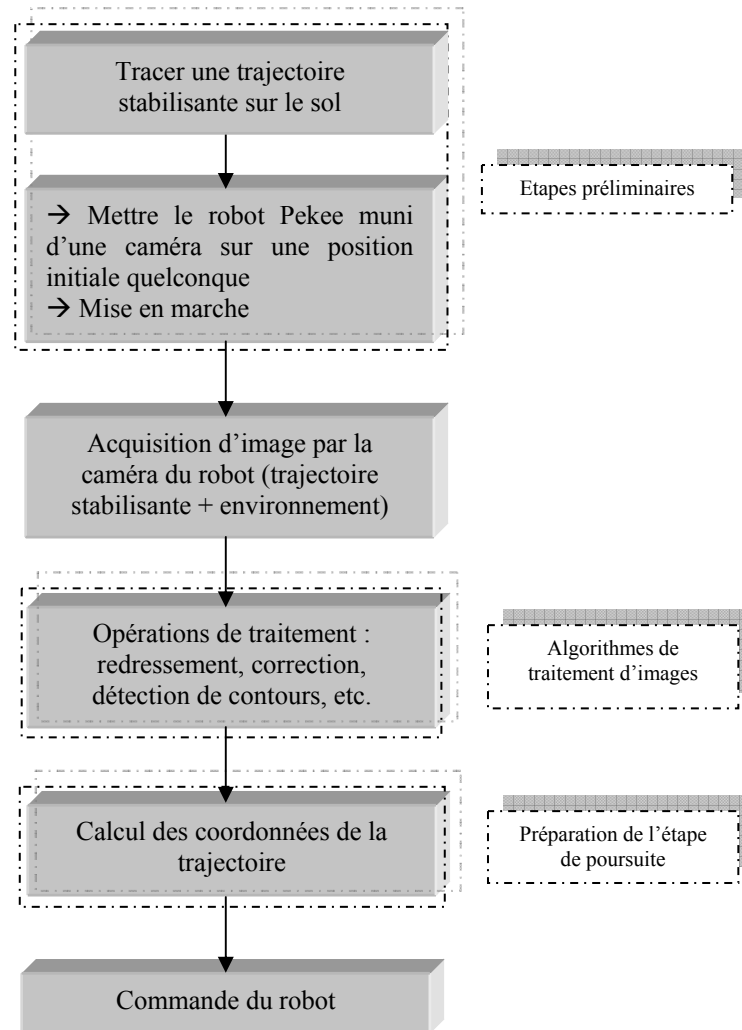 Tracer une trajectoire
stabilisante sur le sol
Etapes préliminaires
→ Mettre le robot Pekee muni
d’une caméra sur une position
initiale quelconque
→ Mise en marche
Acquisition d’image par la
caméra du robot (trajectoire
stabilisante + environnement)
Opérations de traitement :
redressement, correction,
détection de contours, etc.
Algorithmes de
traitement d’images
Calcul des coordonnées de la
trajectoire
Préparation de l’étape
de poursuite
Commande du robot